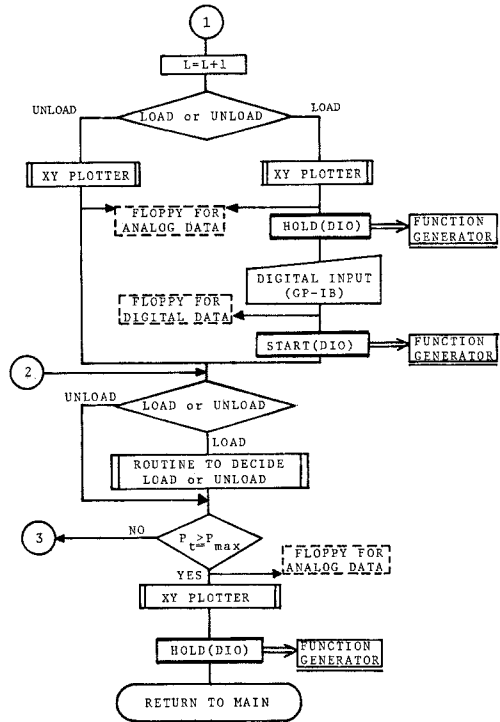 1
L=L+1
UNLOAD
LOAD
LOAD or UNLOAD
XY PLOTTER
XY PLOTTER
FLOPPY FOR
ANALOG DATA
HOLD(DIO)
FUNCTION
GENERATOR
DIGITAL INPUT
(GP-IB)
FLOPPY FOR
DIGITAL DATA
START(DIO)
FUNCTION
GENERATOR
2
UNLOAD
LOAD or UNLOAD
LOAD
ROUTINE TO DECIDE
LOAD or UNLOAD
3
NO
Pt≥Pmax
FLOPPY FOR
ANALOG DATA
YES
XY PLOTTER
HOLD(DIO)
FUNCTION
GENERATOR
RETURN TO MAIN